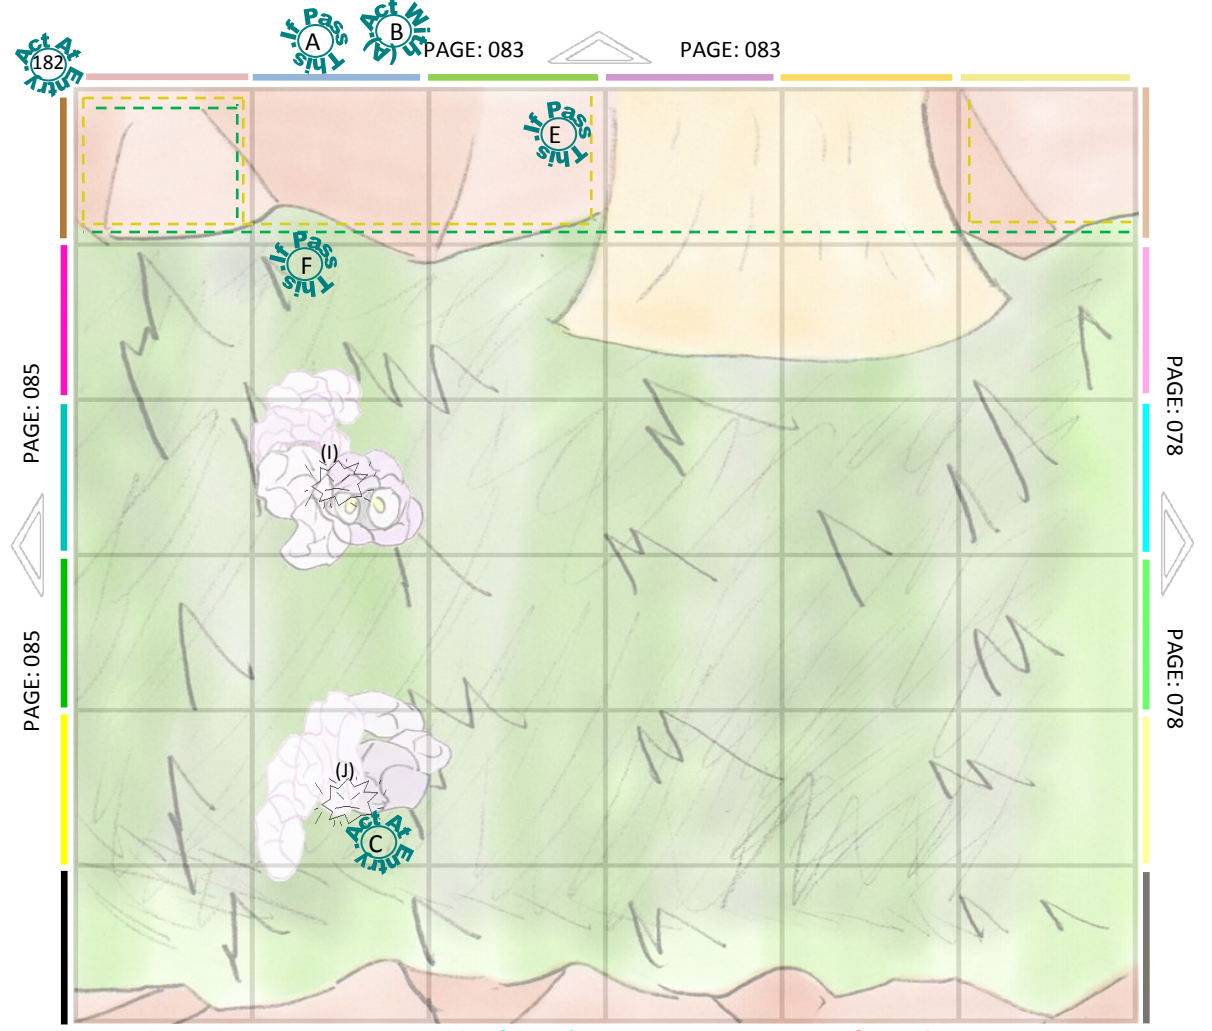 Act At
182
Entry
.If Pass
A
This.
Act With
B
(A)
PAGE: 083
PAGE: 083
.If Pass
E
This.
.If Pass
F
This.
PAGE: 085
PAGE: 078
(I)
PAGE: 085
PAGE: 078
(J)
Act At
C
Entry